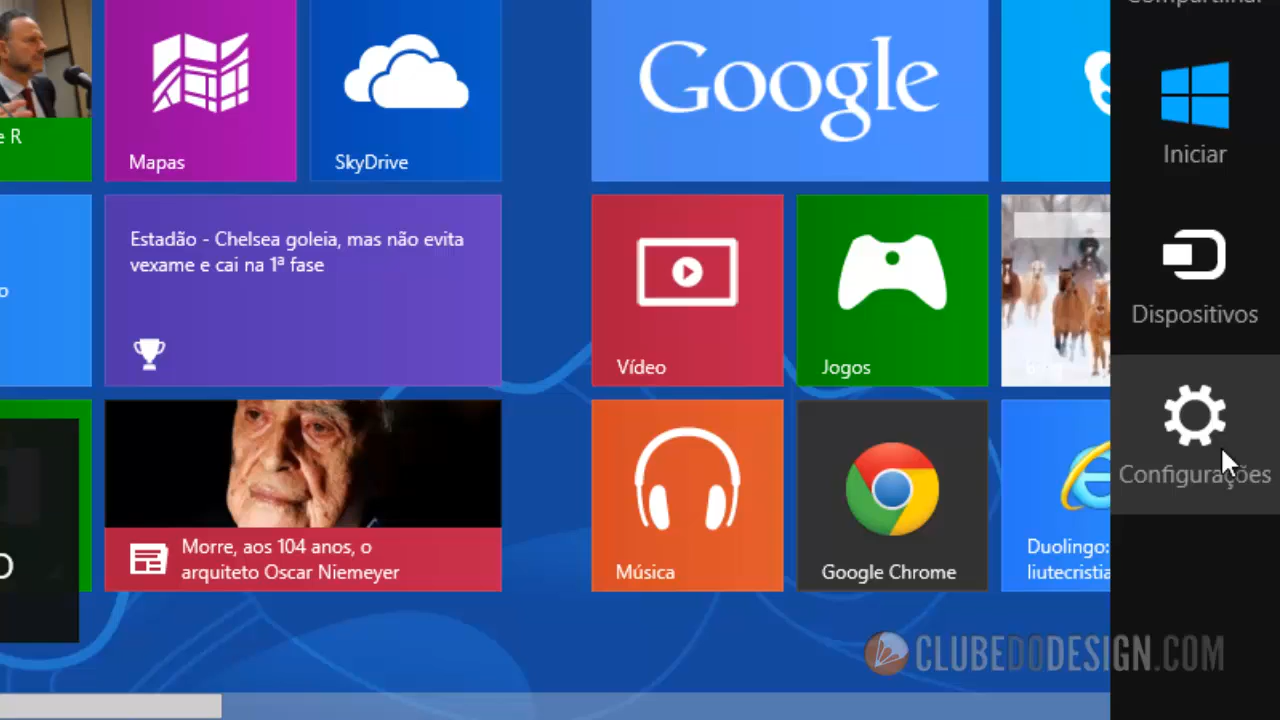 Compartilhar
e R
Mapas
SkyDrive
Google
Iniciar
Estadão - Chelsea goleia, mas não evita
vexame e cai na 1ª fase
o
Vídeo
Jogos
Dispositivos
Configurações
O
Morre, aos 104 anos, o
arquiteto Oscar Niemeyer
Música
Google Chrome
Duolingo:
liutecristia
CLUBEDODESIGN.COM